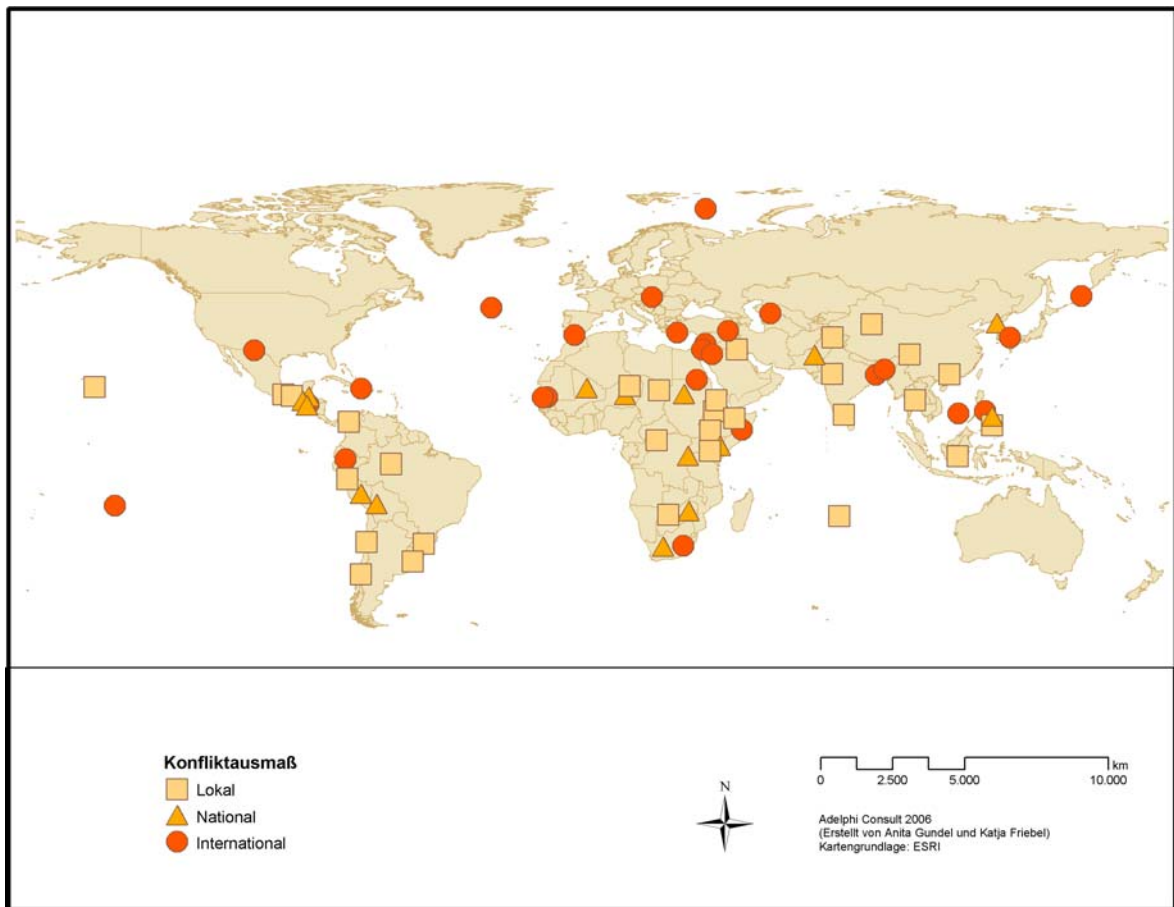 Konfliktausmaß
Lokal
National
International
N
km
0 2.500 5.000 10.000
Adelphi Consult 2006
(Erstellt von Anita Gundel und Katja Friebel)
Kartengrundlage: ESRI